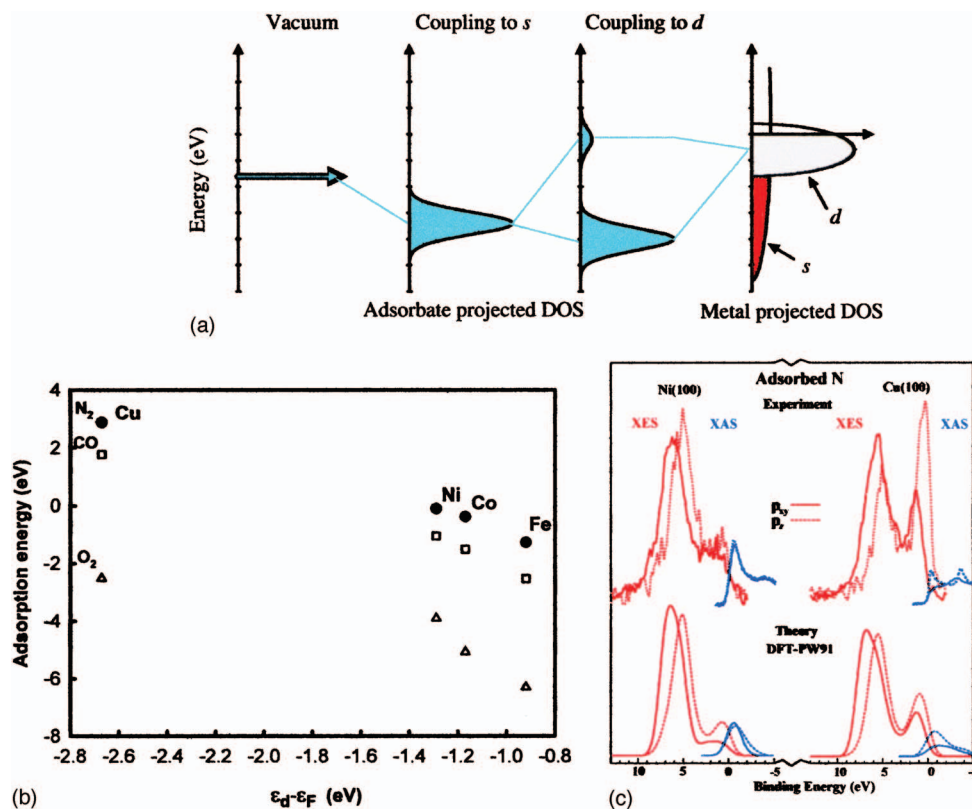 Vacuum
Coupling to s
Coupling to d
Energy (eV)
d
s
Adsorbate projected DOS
Metal projected DOS
(a)
4
2
0
-2
-4
-6
-8
Adsorption energy (eV)
N2
Cu
CO
O2
Ni
Co
Fe
-2.8 -2.6 -2.4 -2.2 -2.0 -1.8 -1.6 -1.4 -1.2 -1.0 -0.8
εd-εF (eV)
(b)
Adsorbed N
Ni(100)
Cu(100)
Experiment
XES
XAS
XES
XAS
Pxy
Pz
Theory
DFT-PW91
10 5 0 -5
10 5 0
Binding Energy (eV)
(c)